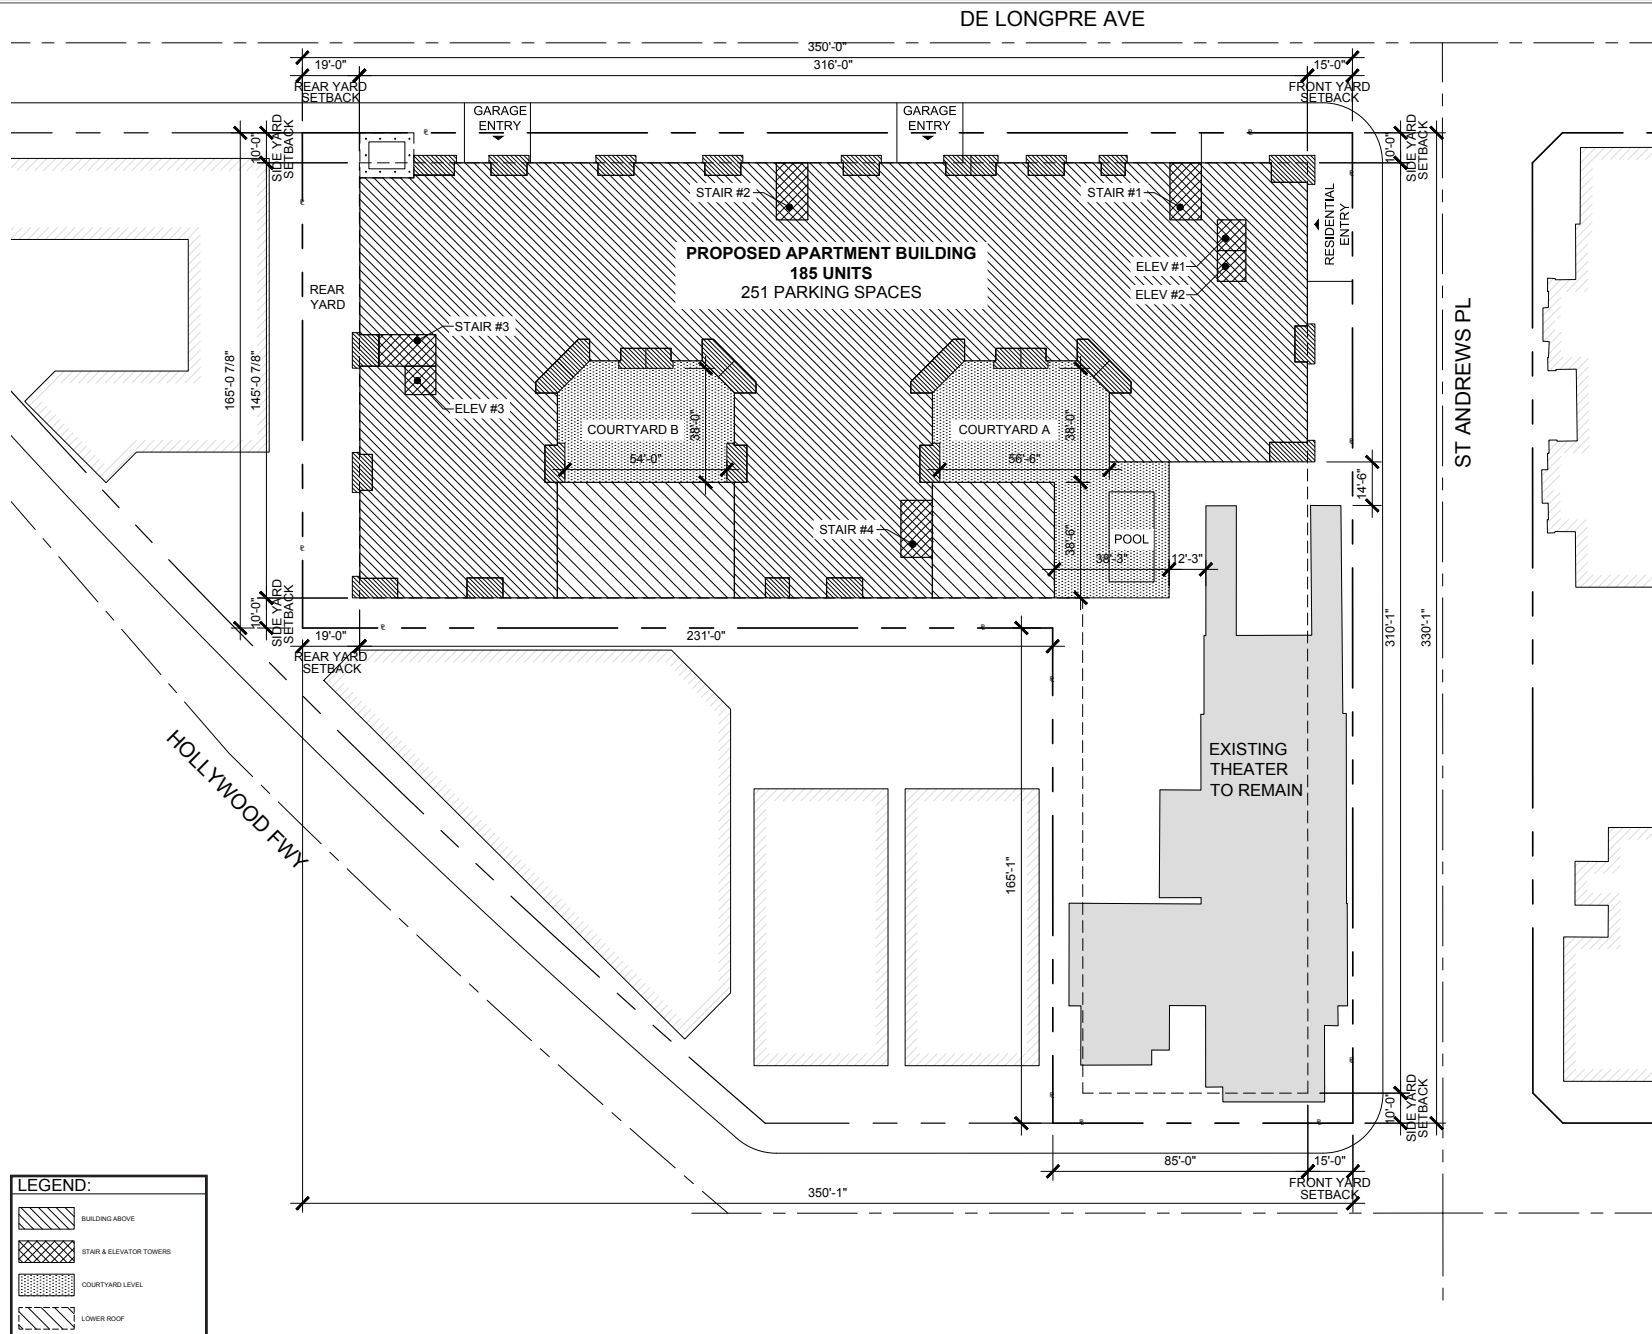 DE LONGPRE AVE
350'-0"
19'-0"
316'-0"
15'-0"
REAR YARD
SETBACK
FRONT YARD
SETBACK
GARAGE
ENTRY
GARAGE
ENTRY
10'-0"
SIDE YARD
SETBACK
10'-0"
SIDE YARD
SETBACK
STAIR #2
STAIR #1
RESIDENTIAL
ENTRY
PROPOSED APARTMENT BUILDING
185 UNITS
251 PARKING SPACES
ELEV #1
ELEV #2
REAR
YARD
STAIR #3
ELEV #3
165'-0 7/8"
145'-0 7/8"
COURTYARD B
38'-0"
54'-0"
COURTYARD A
38'-0"
56'-6"
ST ANDREWS PL
14'-6"
STAIR #4
38'-6"
POOL
38'-3"
12'-3"
10'-0"
SIDE YARD
SETBACK
19'-0"
REAR YARD
SETBACK
231'-0"
310'-1"
330'-1"
HOLLYWOOD FWY
EXISTING
THEATER
TO REMAIN
165'-1"
10'-0"
SIDE YARD
SETBACK
85'-0"
15'-0"
FRONT YARD
SETBACK
350'-1"
LEGEND:
BUILDING ABOVE
STAIR & ELEVATOR TOWERS
COURTYARD LEVEL
LOWER ROOF